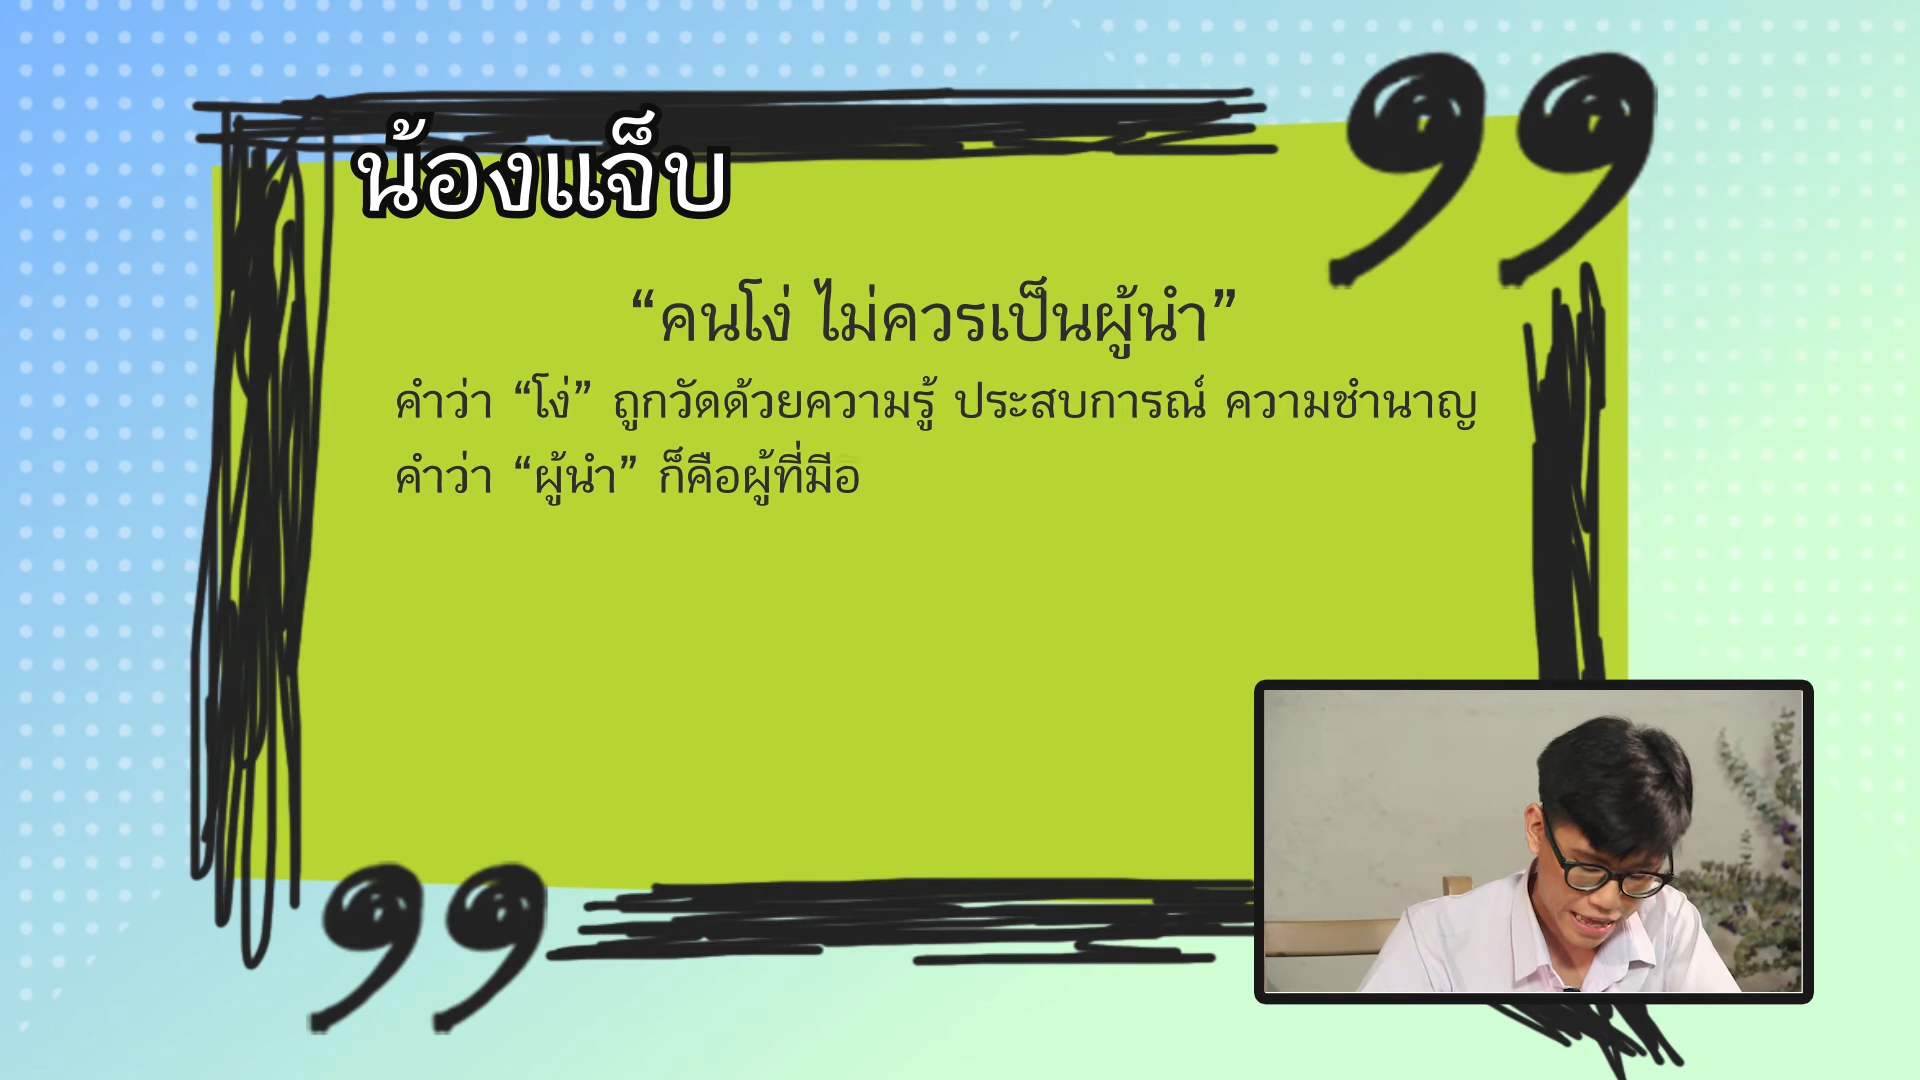 น้องแจ็บ
“คนโง่ ไม่ควรเป็นผู้นำ”
คำว่า “โง่” ถูกวัดด้วยความรู้ ประสบการณ์ ความชำนาญ
คำว่า “ผู้นำ” ก็คือผู้ที่มีอ